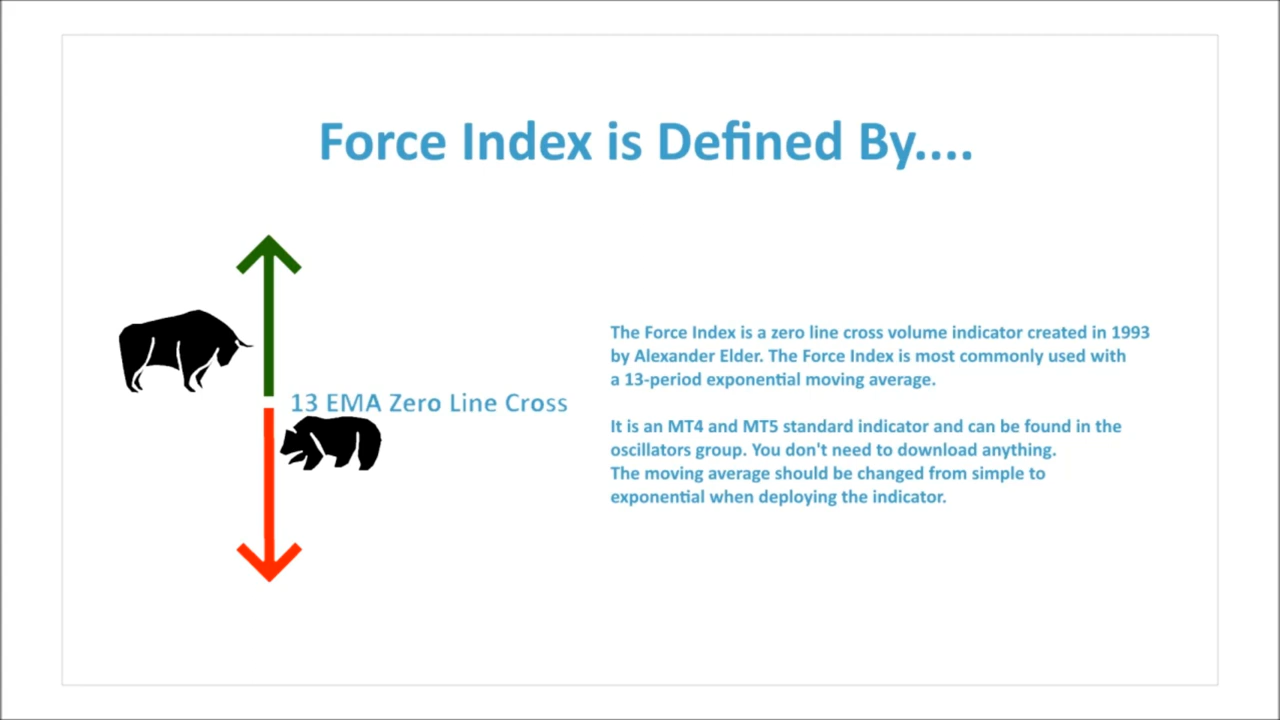 Force Index is Defined By....
13 EMA Zero Line Cross
The Force Index is a zero line cross volume indicator created in 1993
by Alexander Elder. The Force Index is most commonly used with
a 13-period exponential moving average.
It is an MT4 and MT5 standard indicator and can be found in the
oscillators group. You don't need to download anything.
The moving average should be changed from simple to
exponential when deploying the indicator.